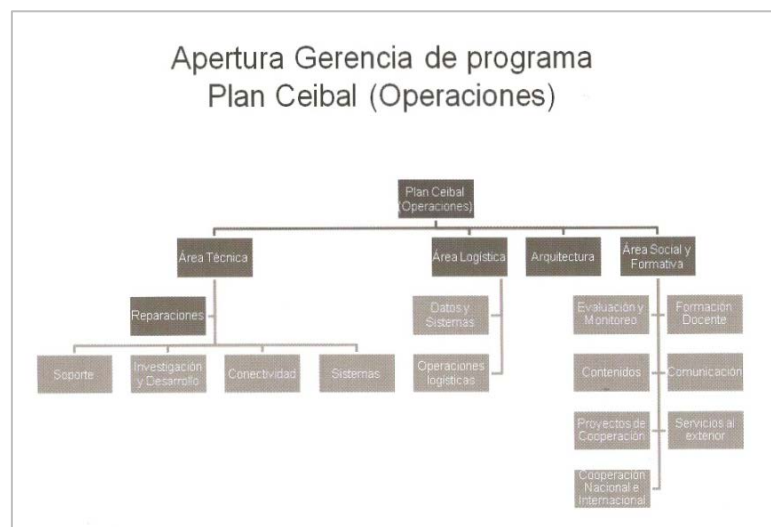 Apertura Gerencia de programa
Plan Ceibal (Operaciones)
Plan Ceibal
(Operaciones)
Área Técnica
Área Logística
Arquitectura
Área Social y
Formativa
Reparaciones
Soporte
Investigación
y Desarrollo
Conectividad
Sistemas
Datos y
Sistemas
Operaciones
logísticas
Evaluación y
Monitoreo
Formación
Docente
Contenidos
Comunicación
Proyectos de
Cooperación
Servicios al
exterior
Cooperación
Nacional e
Internacional